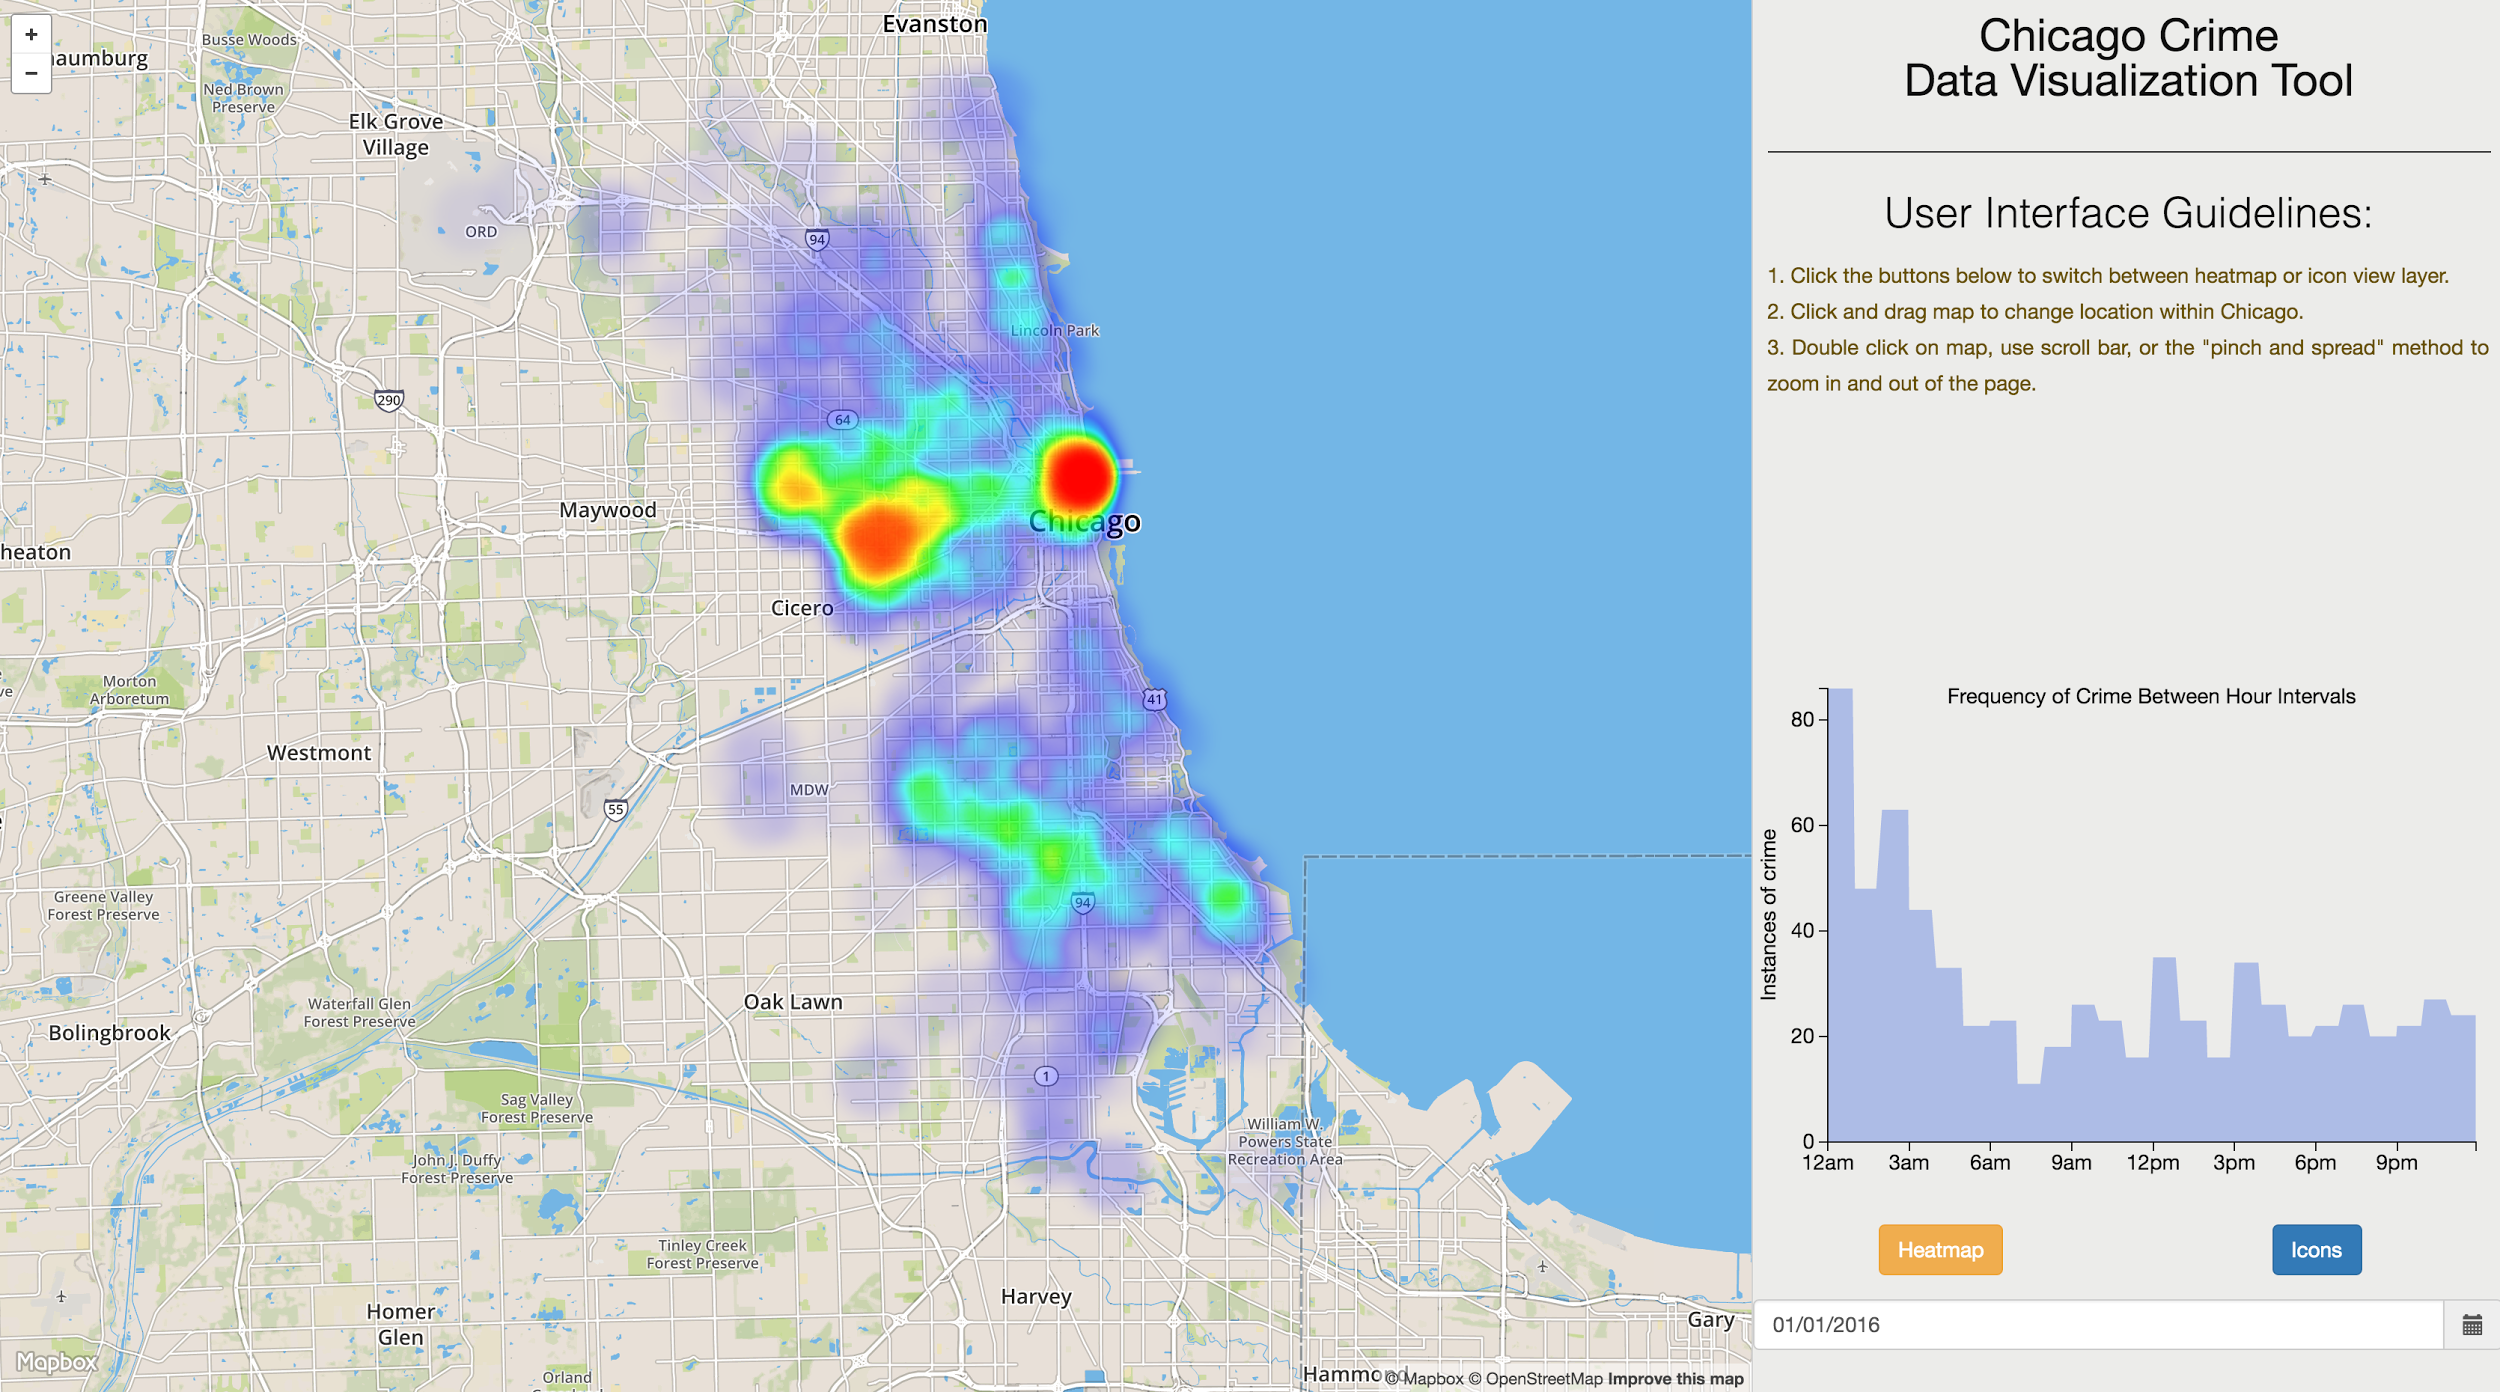 +
−
Evanston
Busse Woods
aumburg
Ned Brown
Preserve
Elk Grove
Village
ORD
94
Lincoln Park
290
64
Maywood
Chicago
heaton
Cicero
Morton
Arboretum
41
Westmont
MDW
55
Greene Valley
Forest Preserve
94
Waterfall Glen
Forest Preserve
Oak Lawn
Bolingbrook
1
Sag Valley
Forest Preserve
William W.
Powers State
Recreation Area
John J. Duffy
Forest Preserve
Tinley Creek
Forest Preserve
Harvey
Homer
Glen
Gary
Mapbox
Orland
Hammond
© Mapbox © OpenStreetMap Improve this map
Chicago Crime
Data Visualization Tool
User Interface Guidelines:
1. Click the buttons below to switch between heatmap or icon view layer.
2. Click and drag map to change location within Chicago.
3. Double click on map, use scroll bar, or the "pinch and spread" method to
zoom in and out of the page.
Frequency of Crime Between Hour Intervals
Instances of crime
80
60
40
20
0
12am 3am 6am 9am 12pm 3pm 6pm 9pm
Heatmap Icons
01/01/2016